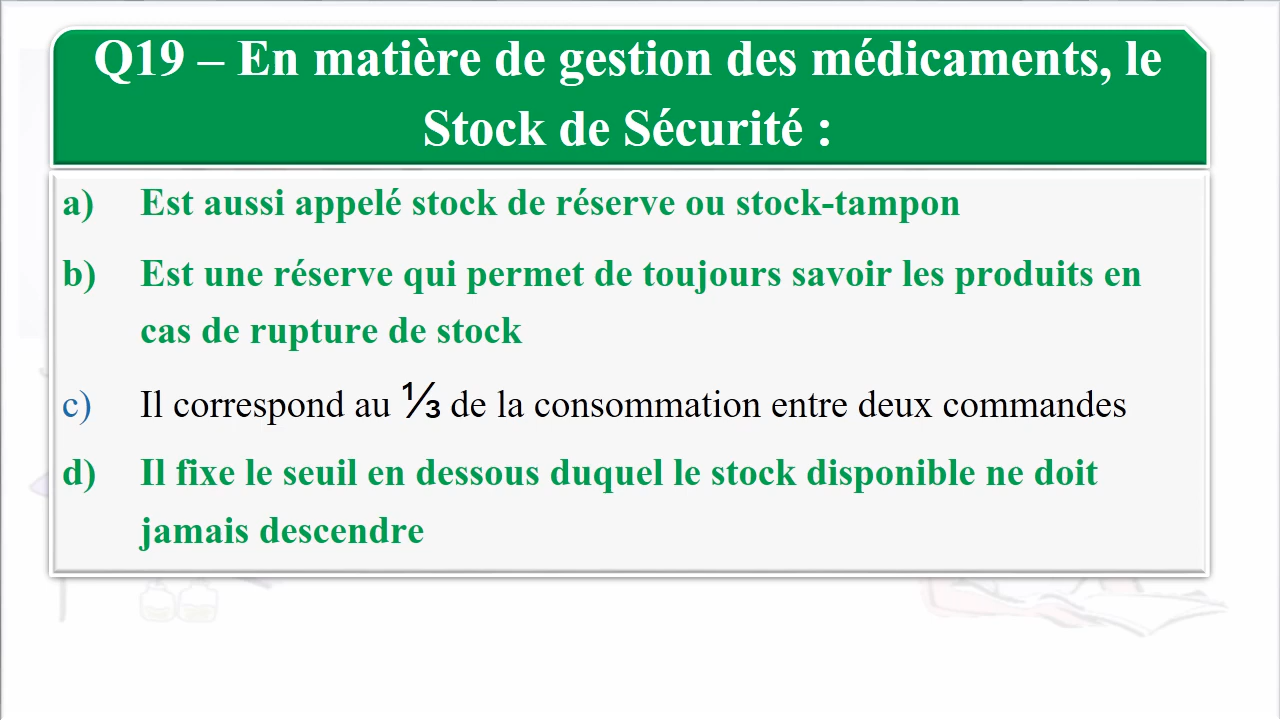 Q19 – En matière de gestion des médicaments, le
Stock de Sécurité :
a) Est aussi appelé stock de réserve ou stock-tampon
b) Est une réserve qui permet de toujours savoir les produits en
cas de rupture de stock
c) Il correspond au ⅓ de la consommation entre deux commandes
d) Il fixe le seuil en dessous duquel le stock disponible ne doit
jamais descendre